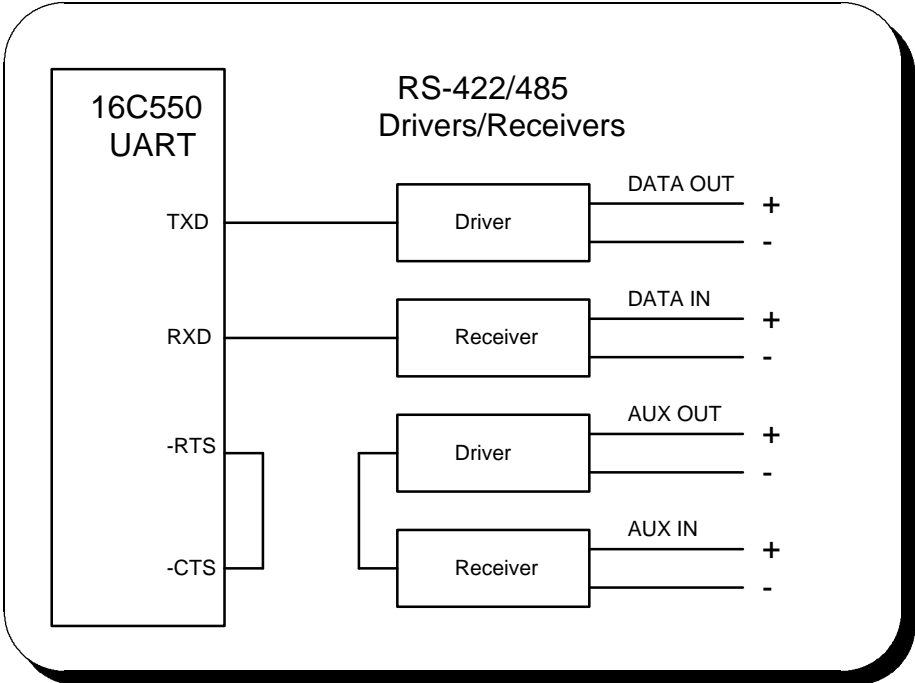 16C550
UART
RS-422/485
Drivers/Receivers
TXD
Driver
DATA OUT
+
-
RXD
Receiver
DATA IN
+
-
-RTS
Driver
AUX OUT
+
-
-CTS
Receiver
AUX IN
+
-